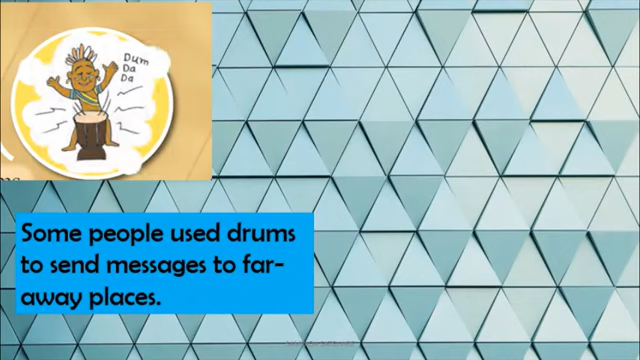 Dum
Da
Da
Some people used drums
to send messages to far-
away places.